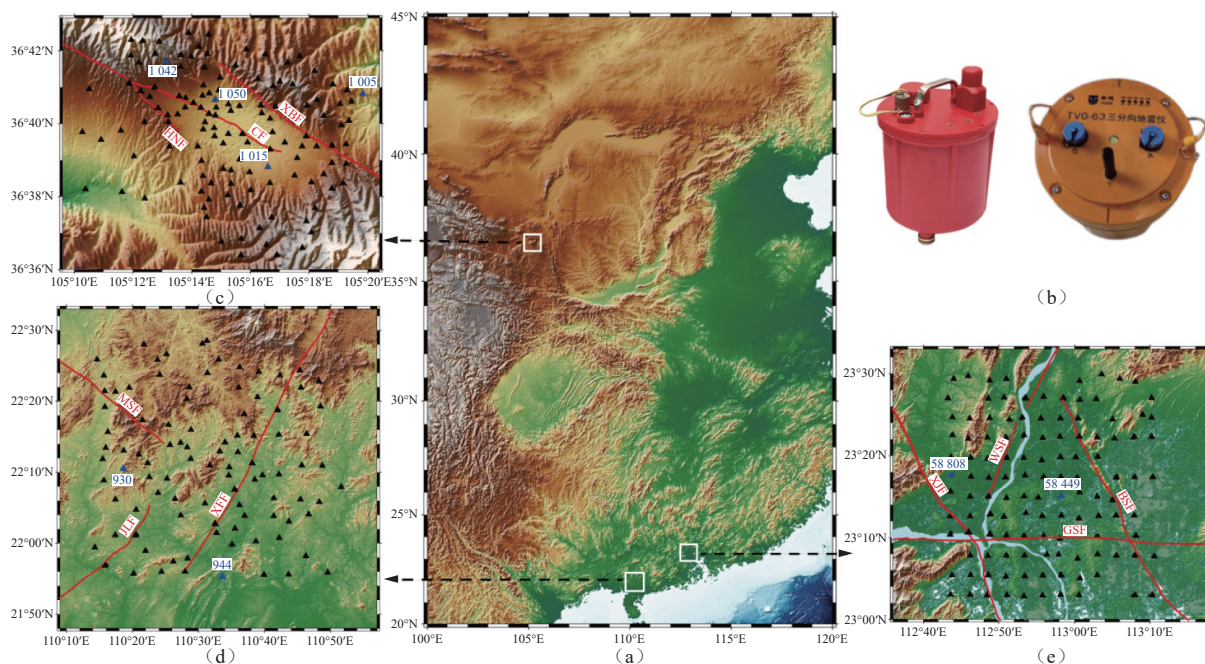 36°42′N
36°40′N
36°38′N
36°36′N
105°10′E
105°12′E
105°14′E
105°16′E
105°18′E
105°20′E
1 042
1 050
1 005
1 015
HNF
CF
XBF
(c)
45°N
40°N
35°N
30°N
25°N
20°N
100°E
105°E
110°E
115°E
120°E
(a)
TVG-63三分向地震仪
(b)
22°30′N
22°20′N
22°10′N
22°00′N
21°50′N
110°10′E
110°20′E
110°30′E
110°40′E
110°50′E
MSF
930
JLF
XFF
944
(d)
23°30′N
23°20′N
23°10′N
23°00′N
112°40′E
112°50′E
113°00′E
113°10′E
58 808
58 449
XJF
WSF
BSF
GSF
(e)